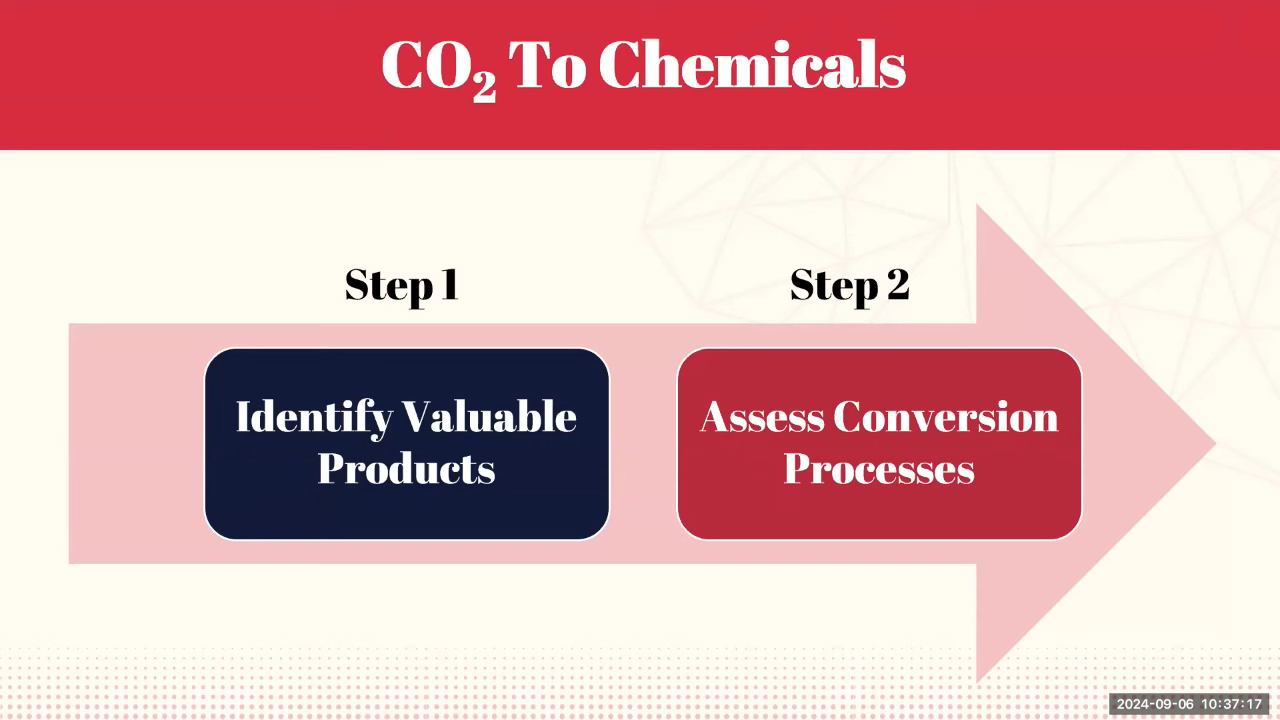 CO₂ To Chemicals
Step 1
Step 2
Identify Valuable
Products
Assess Conversion
Processes
2024-09-06 10:37:17